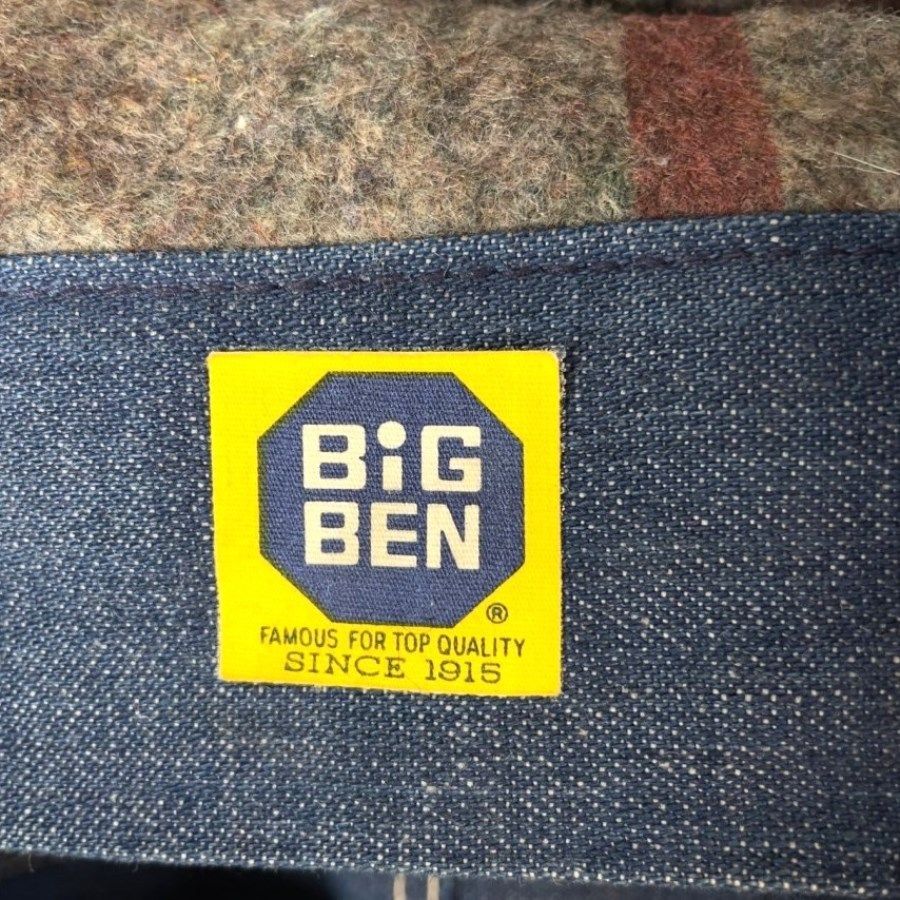 BiG
BEN
®
FAMOUS FOR TOP QUALITY
SINCE 1915